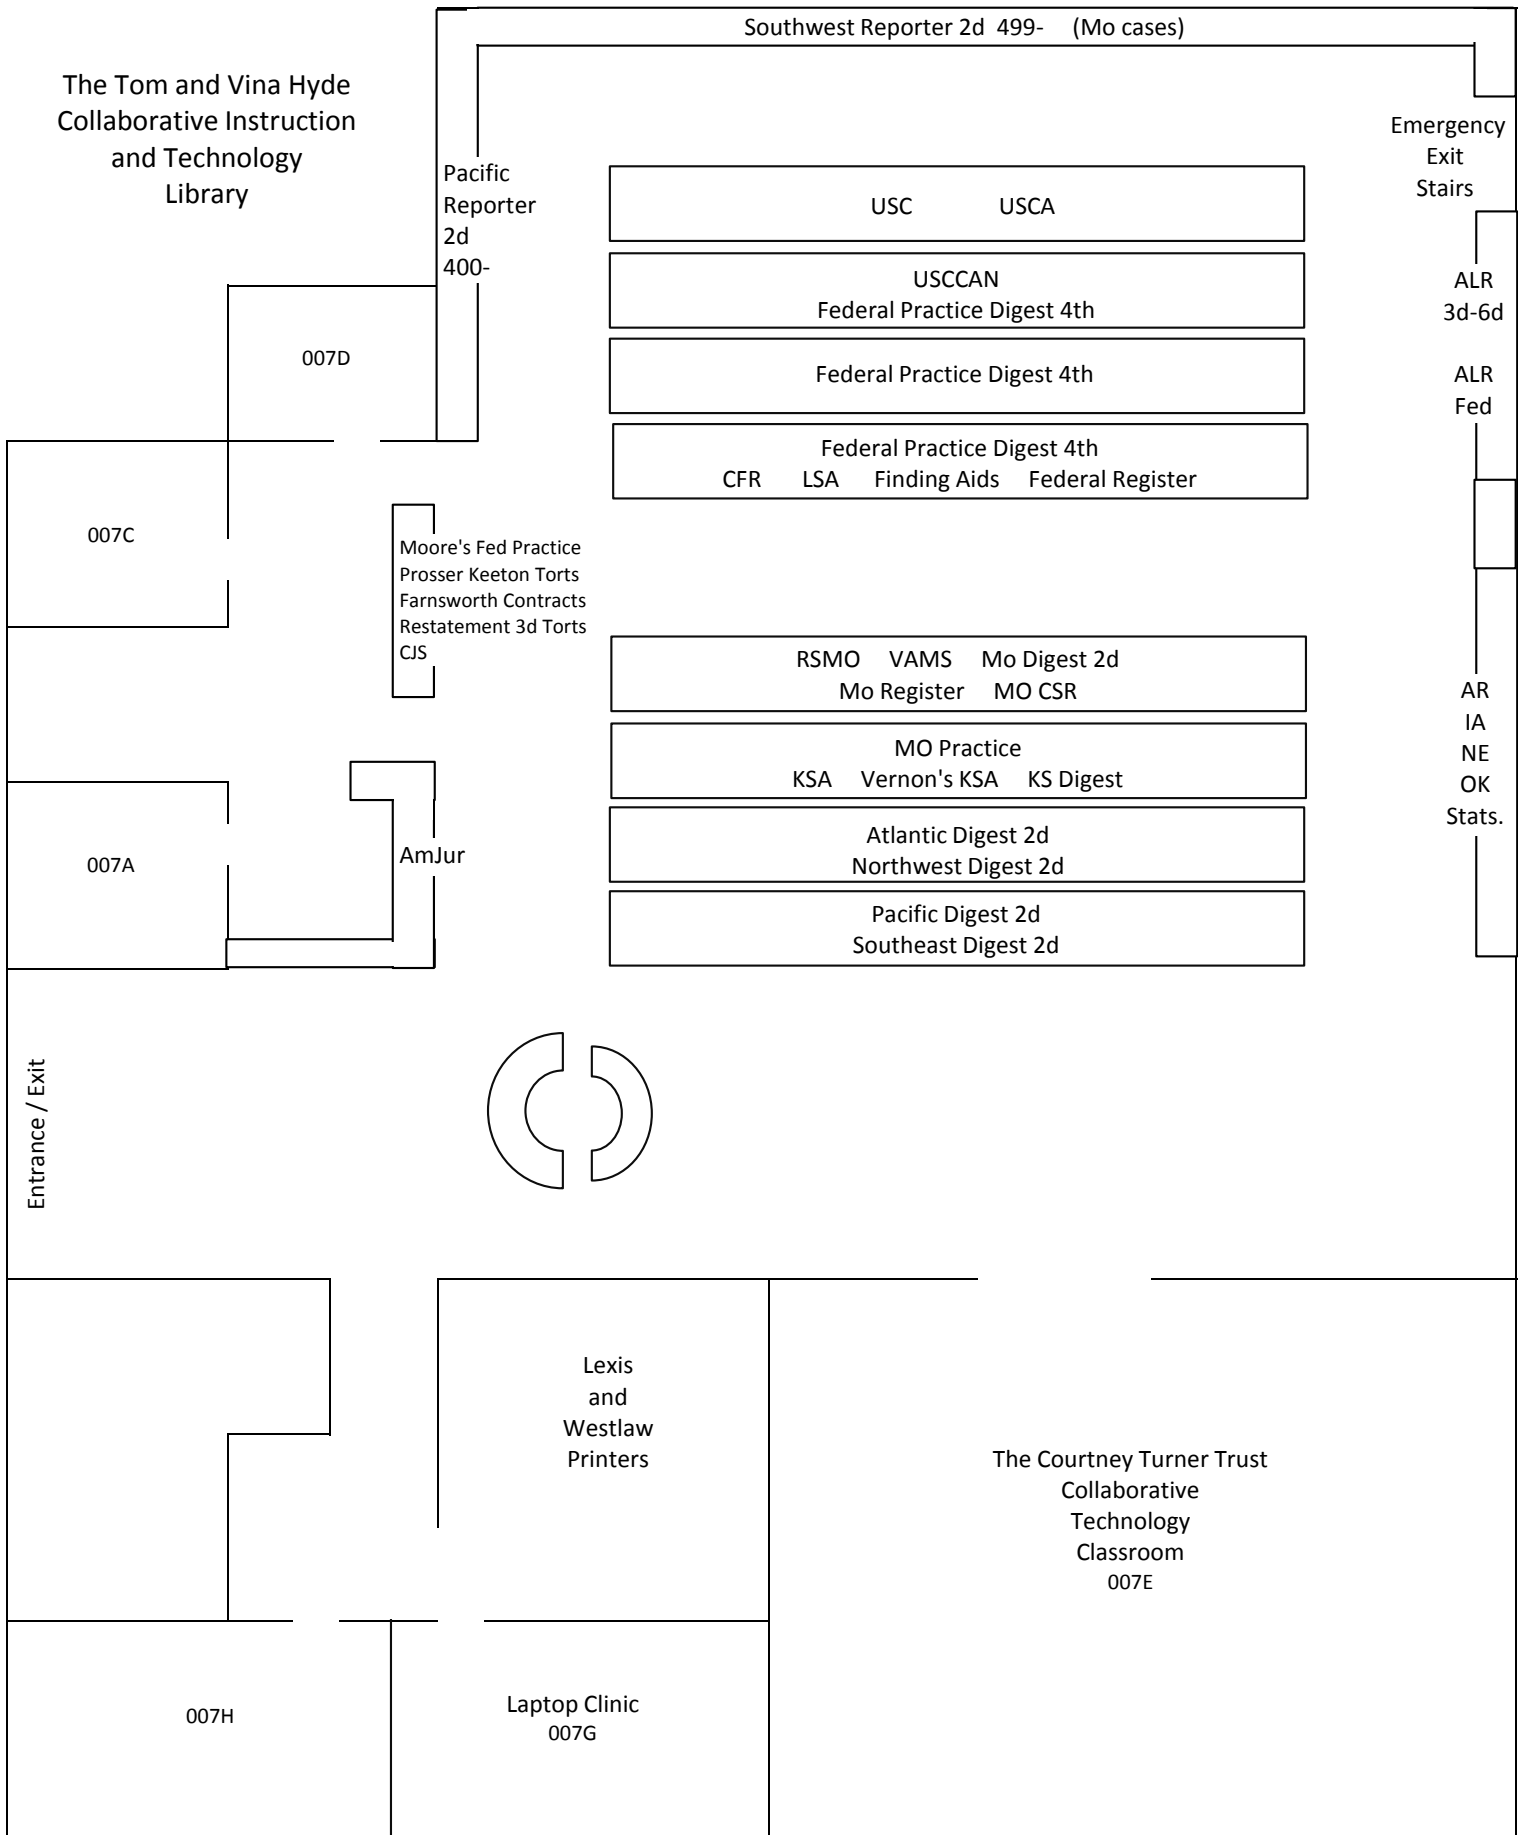 Southwest Reporter 2d 499- (Mo cases)
The Tom and Vina Hyde
Collaborative Instruction
and Technology
Library
Emergency
Exit
Stairs
Pacific
Reporter
2d
400-
USC USCA
USCCAN
Federal Practice Digest 4th
ALR
3d-6d
ALR
Fed
007D
Federal Practice Digest 4th
Federal Practice Digest 4th
CFR LSA Finding Aids Federal Register
007C
Moore's Fed Practice
Prosser Keeton Torts
Farnsworth Contracts
Restatement 3d Torts
CJS
RSMO VAMS Mo Digest 2d
Mo Register MO CSR
AR
IA
NE
OK
Stats.
MO Practice
KSA Vernon's KSA KS Digest
007A
AmJur
Atlantic Digest 2d
Northwest Digest 2d
Pacific Digest 2d
Southeast Digest 2d
Entrance / Exit
Lexis
and
Westlaw
Printers
The Courtney Turner Trust
Collaborative
Technology
Classroom
007E
007H
Laptop Clinic
007G